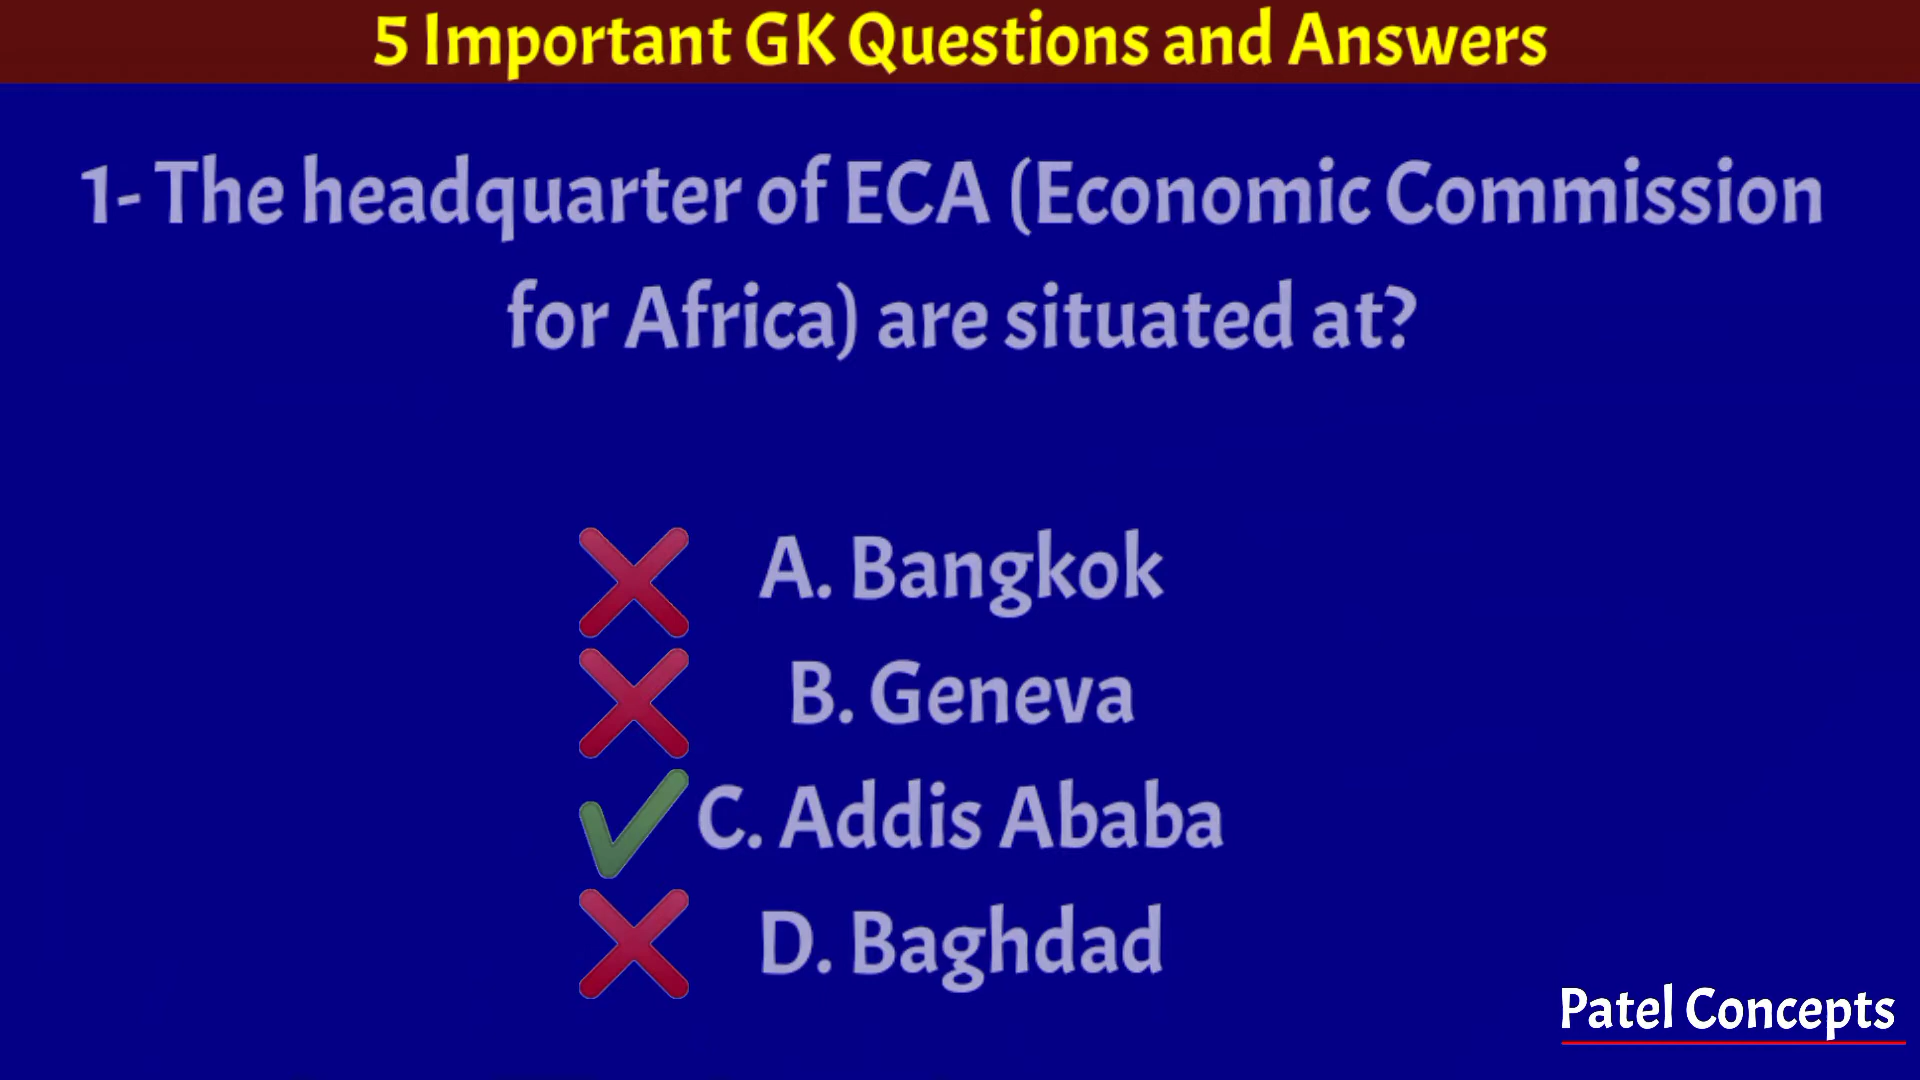 5 Important GK Questions and Answers
1- The headquarter of ECA (Economic Commission
for Africa) are situated at?
A. Bangkok
B. Geneva
C. Addis Ababa
D. Baghdad
Patel Concepts